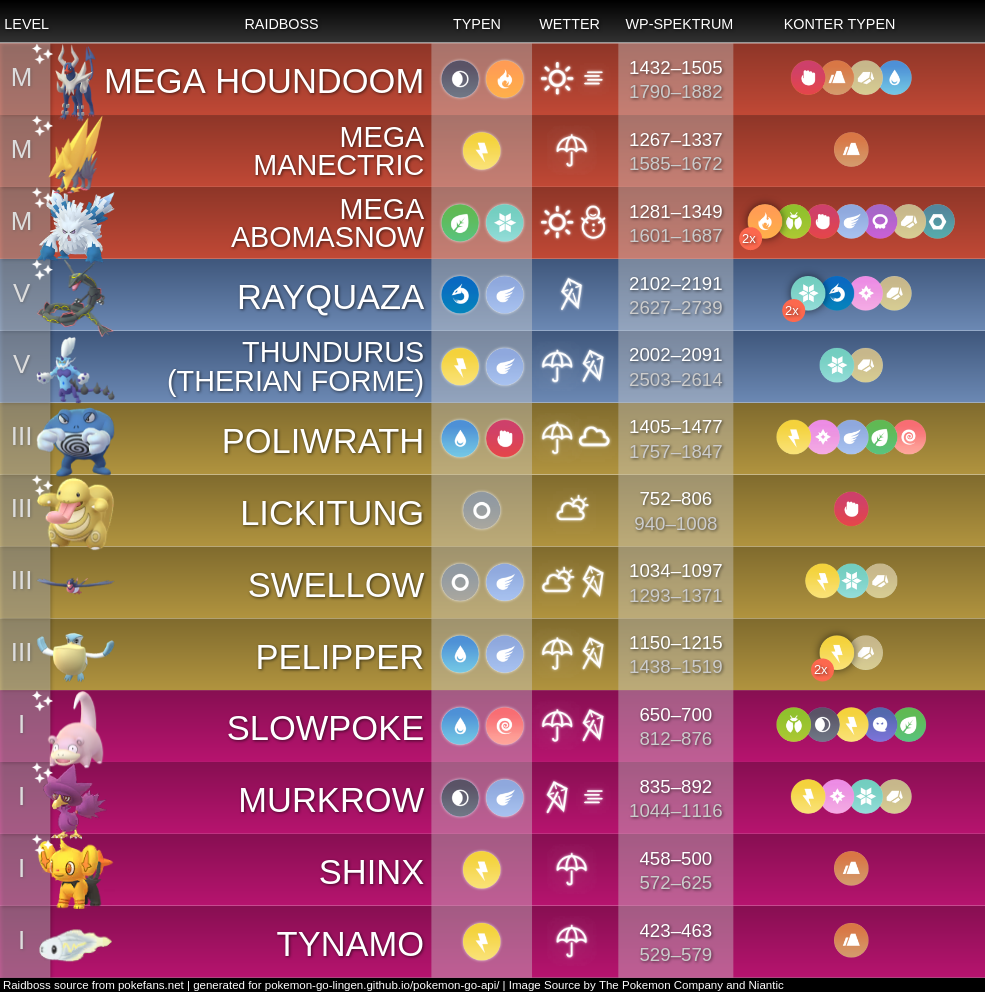 LEVEL RAIDBOSS TYPEN WETTER WP-SPEKTRUM KONTER TYPEN
M MEGA HOUNDOOM 1432–1505
1790–1882
M MEGA
MANECTRIC 1267–1337
1585–1672
M MEGA
ABOMASNOW 1281–1349
1601–1687
2x
V RAYQUAZA 2102–2191
2627–2739
2x
V THUNDURUS
(THERIAN FORME) 2002–2091
2503–2614
III POLIWRATH 1405–1477
1757–1847
III LICKITUNG 752–806
940–1008
III SWELLOW 1034–1097
1293–1371
III PELIPPER 1150–1215
1438–1519
2x
I SLOWPOKE 650–700
812–876
I MURKROW 835–892
1044–1116
I SHINX 458–500
572–625
I TYNAMO 423–463
529–579
Raidboss source from pokefans.net | generated for pokemon-go-lingen.github.io/pokemon-go-api/ | Image Source by The Pokemon Company and Niantic